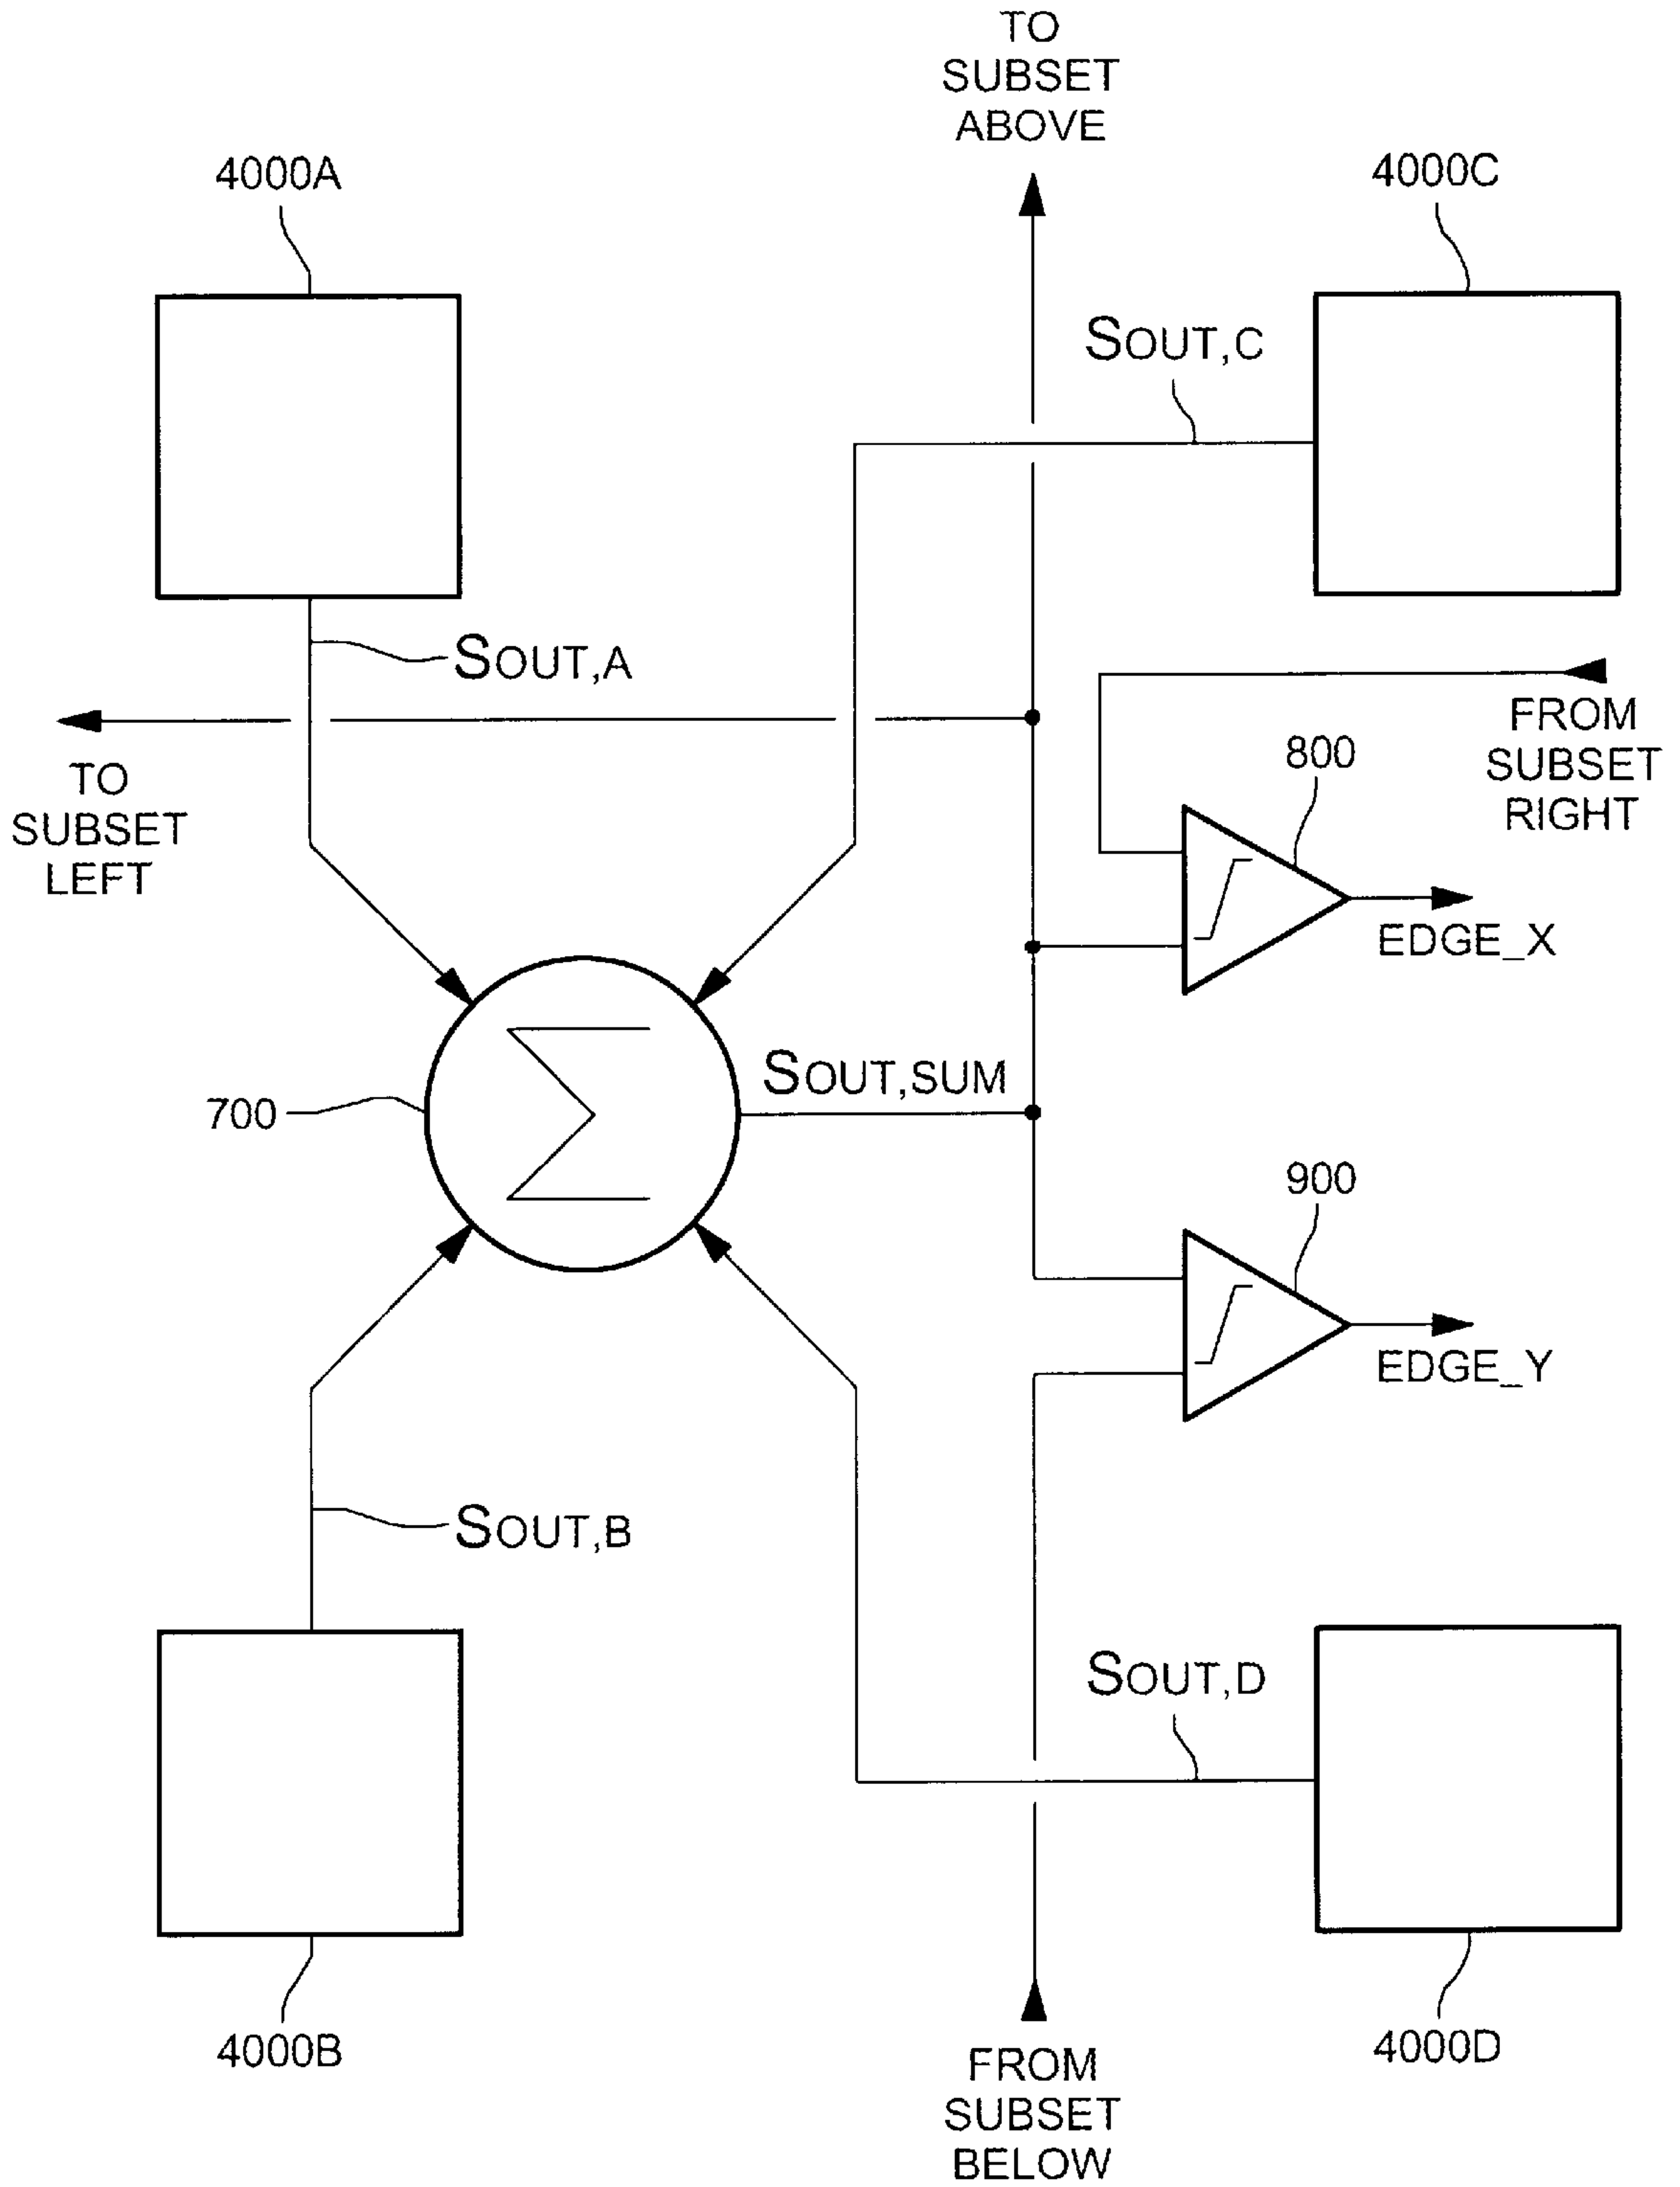 TO
SUBSET
ABOVE
4000A
4000C
SOUT,C
SOUT,A
FROM
SUBSET
RIGHT
TO
SUBSET
LEFT
800
EDGE_X
SOUT,SUM
700
900
EDGE_Y
SOUT,B
SOUT,D
4000B
4000D
FROM
SUBSET
BELOW